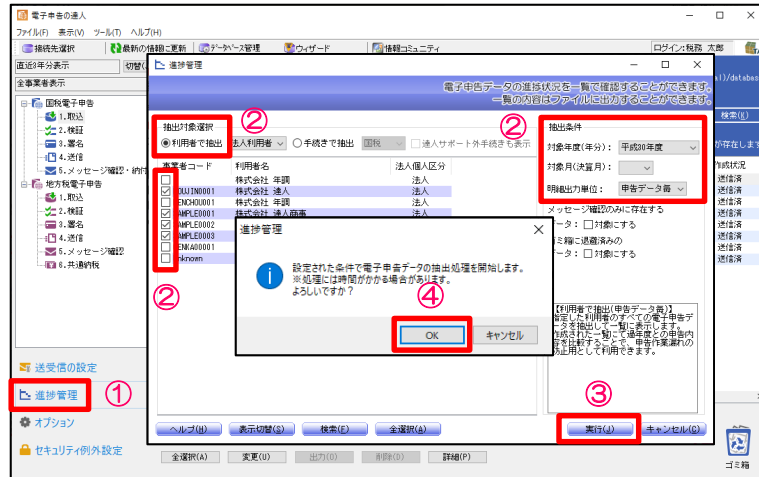 電子申告の達人
ファイル(F) 表示(V) ツール(T) ヘルプ(H)
接続先選択 最新の情報に更新 データベース管理 ウィザード 情報コミュニティ ログイン:税務 太郎
直近3年分表示 切替(
全事業者表示
国税電子申告
1.取込
2.検証
3.署名
4.送信
5.メッセージ確認・納付
地方税電子申告
1.取込
2.検証
3.署名
4.送信
5.メッセージ確認
6.共通納税
送受信の設定
進捗管理 ①
オプション
セキュリティ例外設定
進捗管理
電子申告データの進捗状況を一覧で確認することができます。
一覧の内容はファイルに出力することができます。
抽出対象選択 ②
利用者で抽出 法人利用者 手続きで抽出 国税 達人サポート外手続きも表示
事業者コード 利用者名 法人個人区分
株式会社 年調 法人
OUJIN0001 株式会社 達人 法人
ENCHOU001 株式会社 年調 法人
AMPLE0001 株式会社 達人商事 法人
AMPLE0002
AMPLE0003
ENKA00001
nknown
②
② 抽出条件
対象年度(年分): 平成30年度
対象月(決算月):
明細出力単位: 申告データ毎
メッセージ確認のみに存在する
データ: 対象にする
ゴミ箱に退避済みの
データ: 対象にする
【利用者で抽出(申告データ毎)】
指定した利用者のすべての電子申告データを抽出して一覧に表示します。
作成された一覧にて過年度との申告内容を比較することで、申告作業漏れの防止用として利用できます。
進捗管理
設定された条件で電子申告データの抽出処理を開始します。
※処理には時間がかかる場合があります。
よろしいですか?
④
OK キャンセル
③
ヘルプ(H) 表示切替(S) 検索(F) 全選択(A) 実行(J) キャンセル(C)
全選択(A) 変更(U) 出力(O) 削除(D) 詳細(P)
al)/databas
検索(K)
が存在します
作成状況
送信済
送信済
送信済
送信済
送信済
送信済
送信済
ゴミ箱